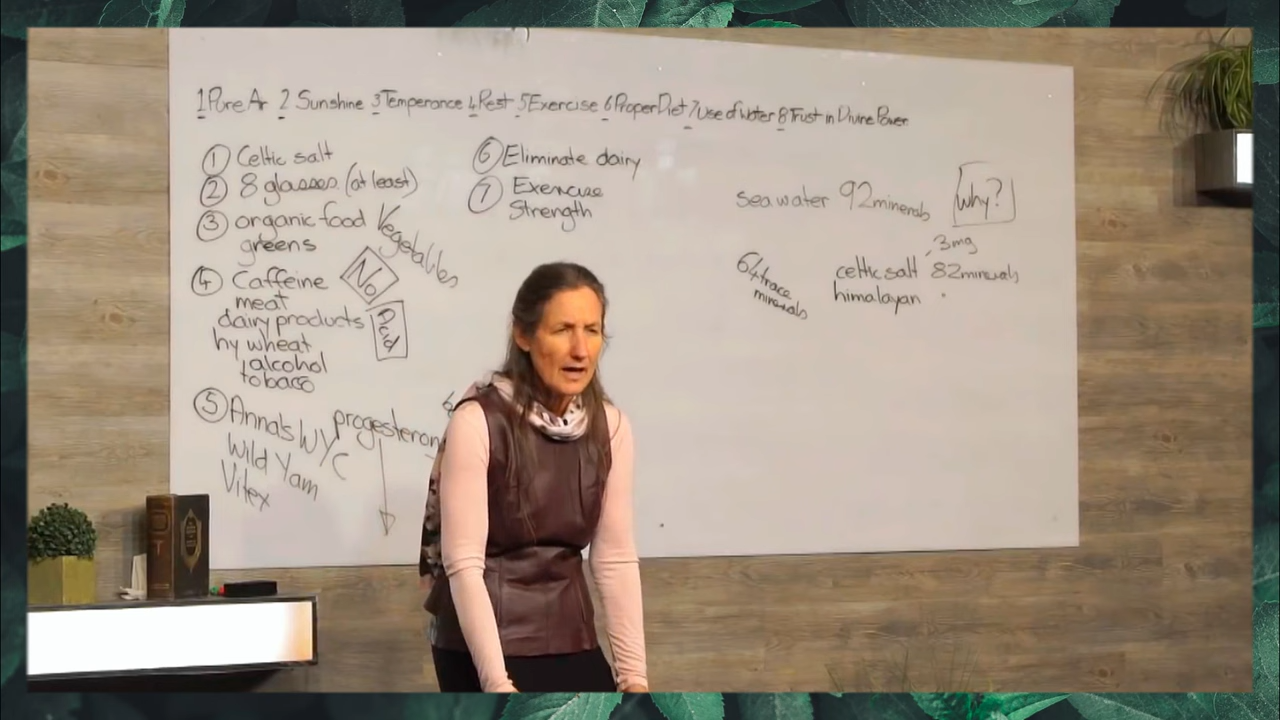 1 Pure Air 2 Sunshine 3 Temperance 4 Rest 5 Exercise 6 Proper Diet 7 Use of Water 8 Trust in Divine Power
① Celtic salt
② 8 glasses (at least)
③ organic food Vegetables
greens
④ Caffeine No
meat
dairy products Acid
hy wheat
alcohol
tobacco
⑤ Anna's WYC progesteron
Wild Yam
Vitex
⑥ Eliminate dairy
⑦ Exercise
Strength
sea water 92 minerals Why?
3mg
celtic salt 82 minerals
himalayan
64 trace
minerals